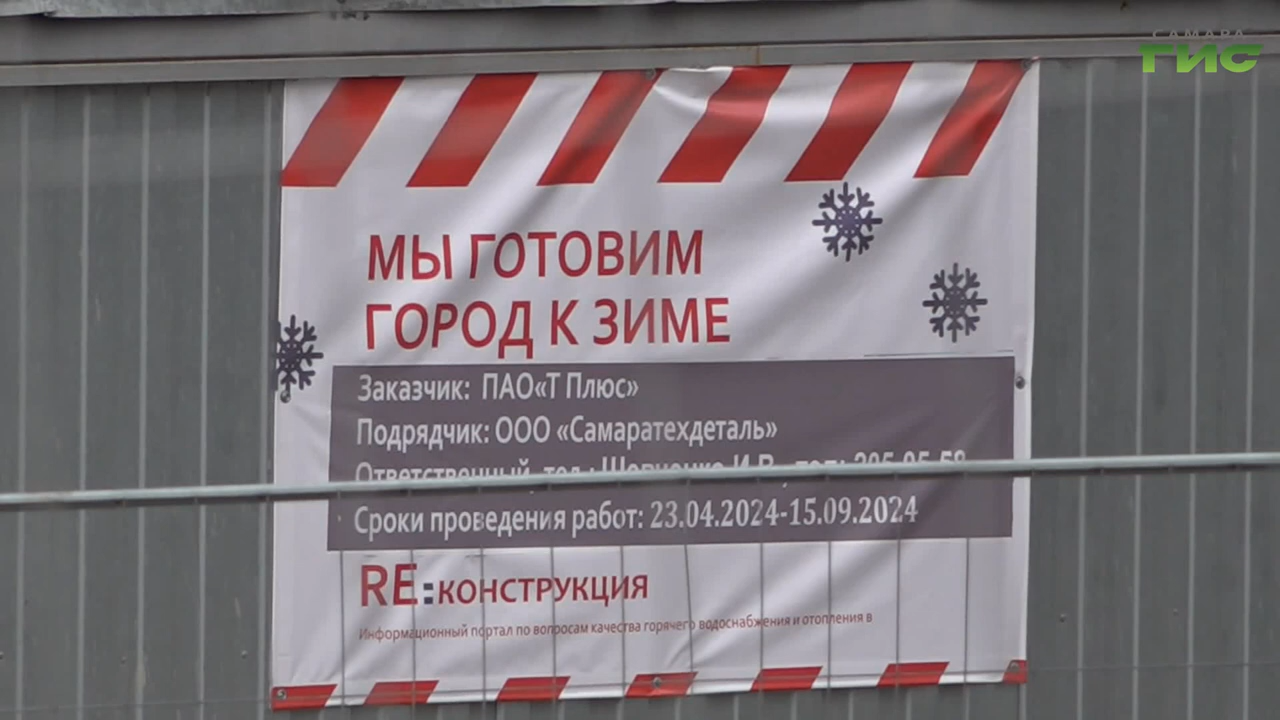 САМАРА
ГИС
МЫ ГОТОВИМ
ГОРОД К ЗИМЕ
Заказчик: ПАО«Т Плюс»
Подрядчик: ООО «Самаратехдеталь»
Ответственный
Сроки проведения работ: 23.04.2024-15.09.2024
RE:КОНСТРУКЦИЯ
Информационный портал по вопросам качества горячего водоснабжения и отопления в